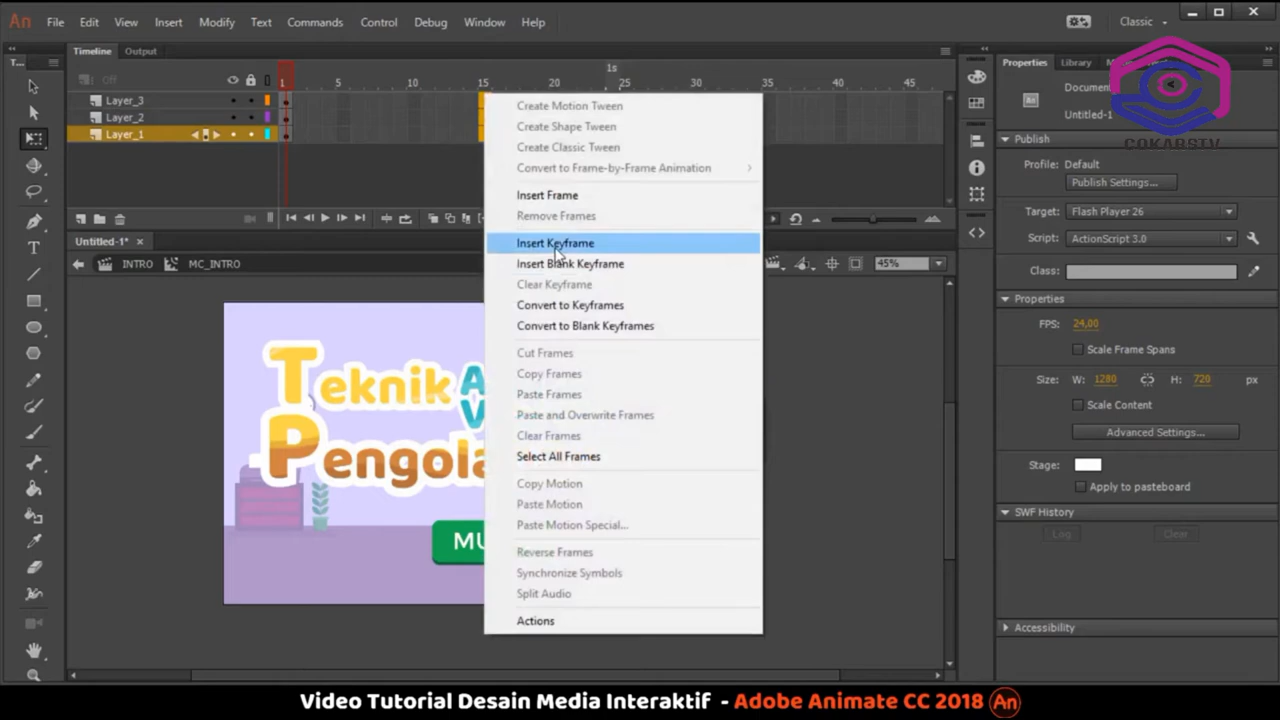 An File Edit View Insert Modify Text Commands Control Debug Window Help Classic
Timeline Output
T... Properties Library
Off 1 5 10 15 20 1s 25 30 35 40 45
Layer_3
Layer_2
Layer_1
Create Motion Tween
Create Shape Tween
Create Classic Tween
Convert to Frame-by-Frame Animation
Insert Frame
Remove Frames
Insert Keyframe
Insert Blank Keyframe
Clear Keyframe
Convert to Keyframes
Convert to Blank Keyframes
Cut Frames
Copy Frames
Paste Frames
Paste and Overwrite Frames
Clear Frames
Select All Frames
Copy Motion
Paste Motion
Paste Motion Special...
Reverse Frames
Synchronize Symbols
Split Audio
Actions
Untitled-1*
INTRO MC_INTRO
45%
Teknik A
V
Pengola
MU
Docume
Untitled-1
COKARSTV
Publish
Profile: Default
Publish Settings...
Target: Flash Player 26
Script: ActionScript 3.0
Class:
Properties
FPS: 24,00
Scale Frame Spans
Size: W: 1280 H: 720 px
Scale Content
Advanced Settings...
Stage:
Apply to pasteboard
SWF History
Log Clear
Accessibility
Video Tutorial Desain Media Interaktif - Adobe Animate CC 2018 An